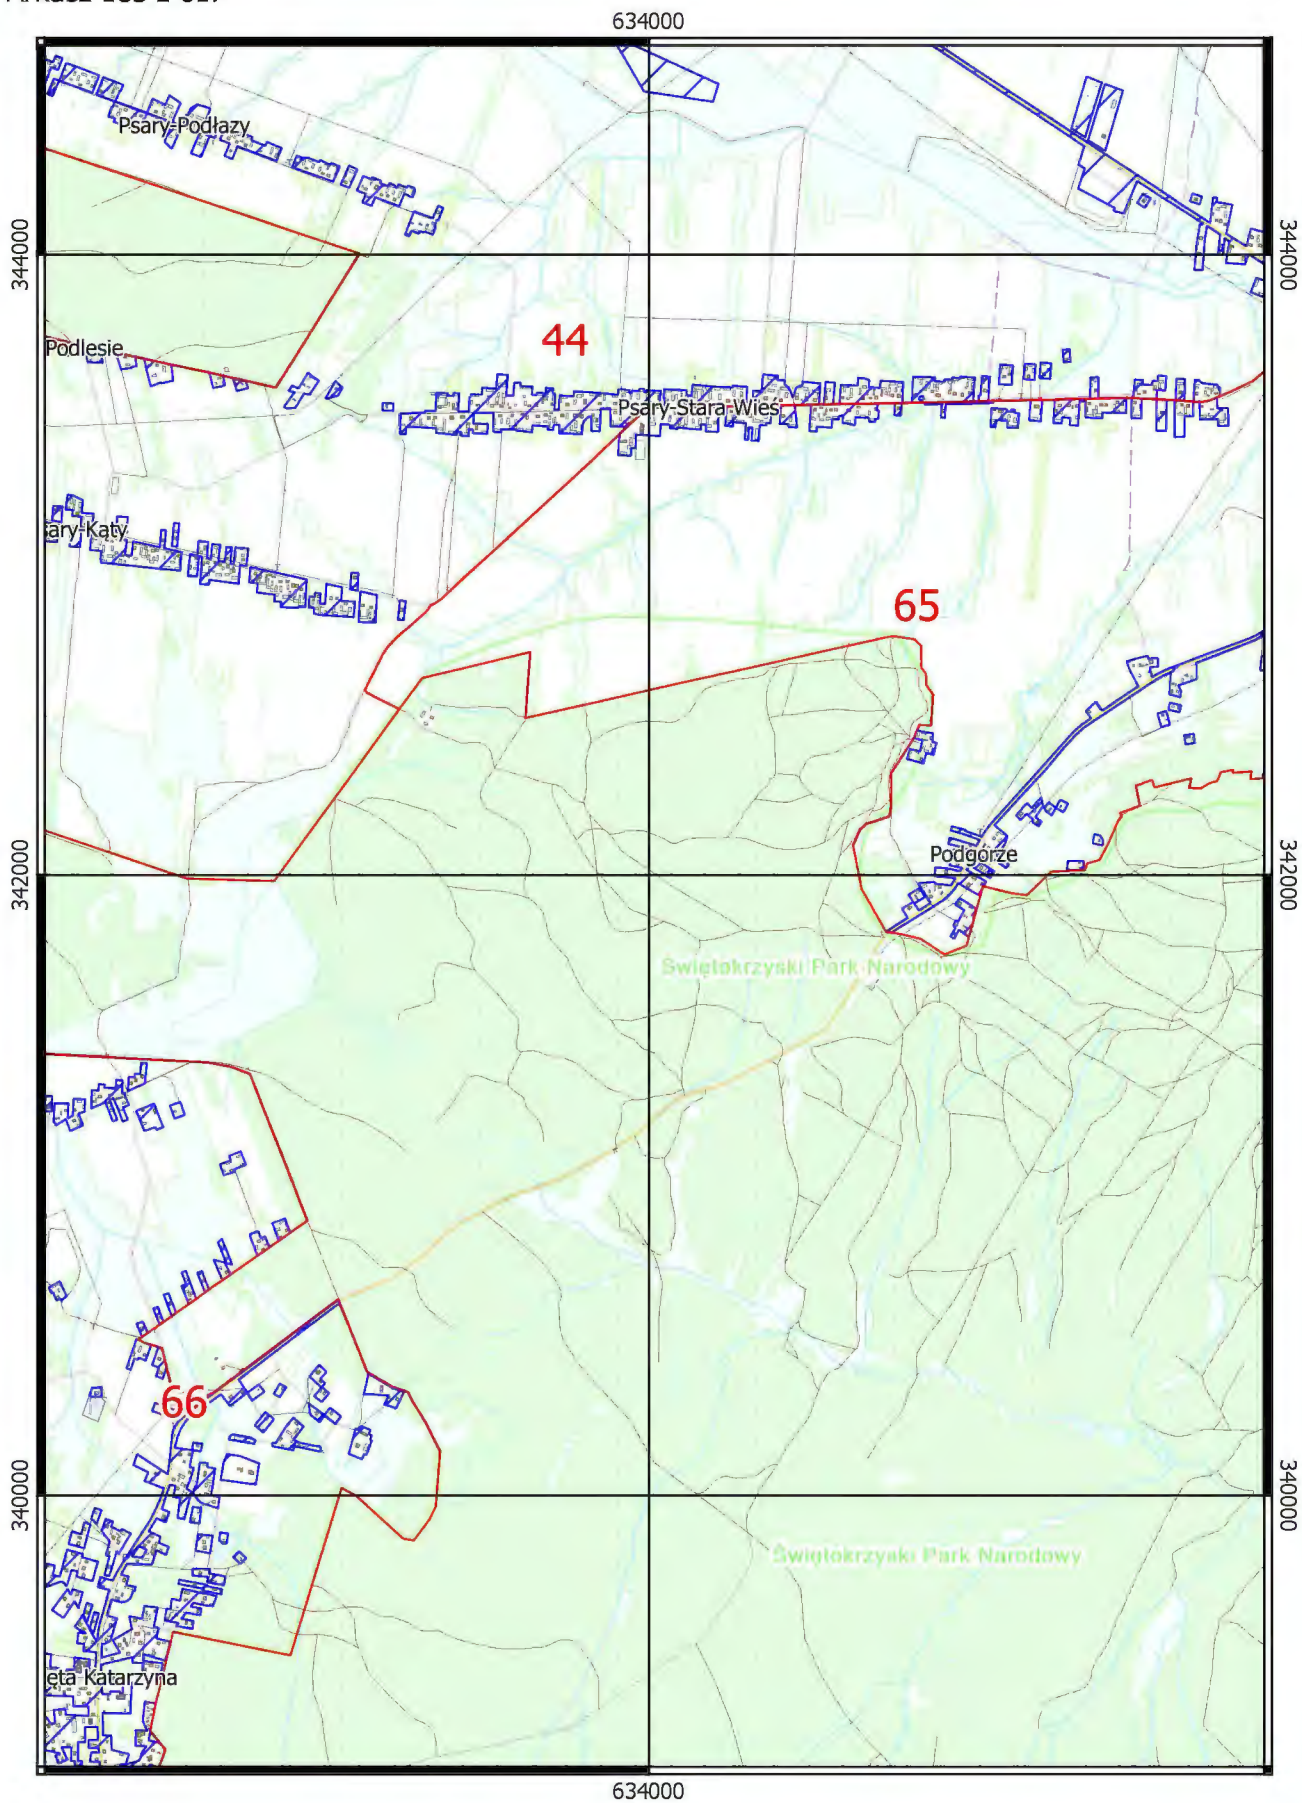 634000
Psary-Podłazy
344000
344000
44
Podlesie
Psary-Stara Wieś
sary-Kąty
65
Podgórze
342000
342000
Świętokrzyski Park Narodowy
66
340000
340000
Świętokrzyski Park Narodowy
ęta Katarzyna
634000